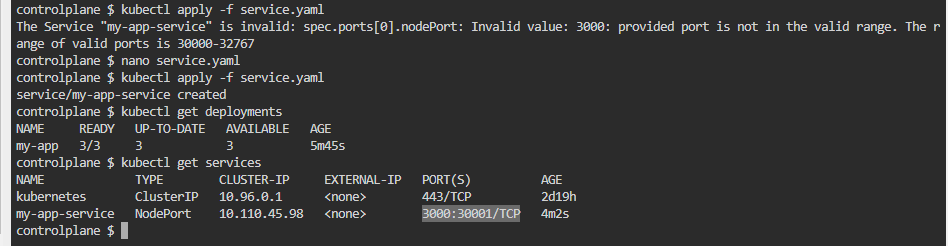 controlplane $ kubectl apply -f service.yaml
The Service "my-app-service" is invalid: spec.ports[0].nodePort: Invalid value: 3000: provided port is not in the valid range. The r
ange of valid ports is 30000-32767
controlplane $ nano service.yaml
controlplane $ kubectl apply -f service.yaml
service/my-app-service created
controlplane $ kubectl get deployments
NAME     READY   UP-TO-DATE   AVAILABLE   AGE
my-app   3/3     3            3           5m45s
controlplane $ kubectl get services
NAME             TYPE        CLUSTER-IP     EXTERNAL-IP   PORT(S)          AGE
kubernetes       ClusterIP   10.96.0.1      <none>        443/TCP          2d19h
my-app-service   NodePort    10.110.45.98   <none>        3000:30001/TCP   4m2s
controlplane $